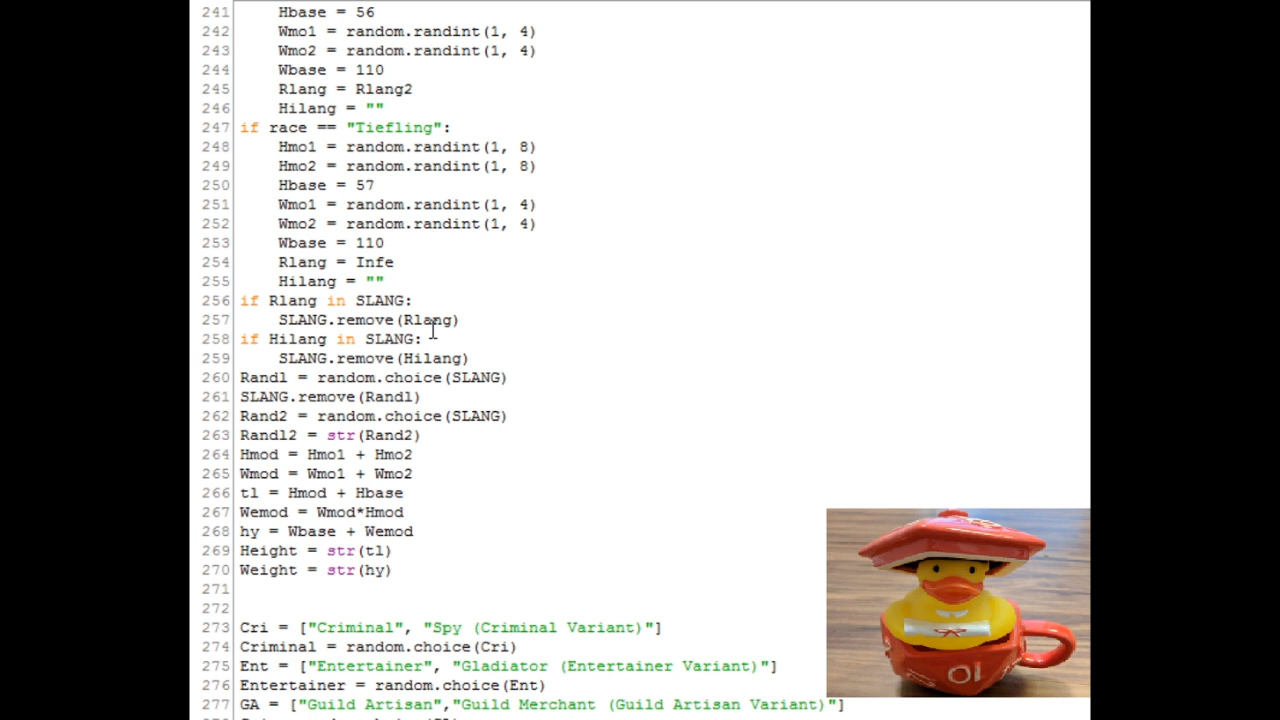 241 Hbase = 56
242 Wmo1 = random.randint(1, 4)
243 Wmo2 = random.randint(1, 4)
244 Wbase = 110
245 Rlang = Rlang2
246 Hilang = ""
247 if race == "Tiefling":
248 Hmo1 = random.randint(1, 8)
249 Hmo2 = random.randint(1, 8)
250 Hbase = 57
251 Wmo1 = random.randint(1, 4)
252 Wmo2 = random.randint(1, 4)
253 Wbase = 110
254 Rlang = Infe
255 Hilang = ""
256 if Rlang in SLANG:
257 SLANG.remove(Rlang)
258 if Hilang in SLANG:
259 SLANG.remove(Hilang)
260 Randl = random.choice(SLANG)
261 SLANG.remove(Randl)
262 Rand2 = random.choice(SLANG)
263 Randl2 = str(Rand2)
264 Hmod = Hmo1 + Hmo2
265 Wmod = Wmo1 + Wmo2
266 tl = Hmod + Hbase
267 Wemod = Wmod*Hmod
268 hy = Wbase + Wemod
269 Height = str(tl)
270 Weight = str(hy)
271
272
273 Cri = ["Criminal", "Spy (Criminal Variant)"]
274 Criminal = random.choice(Cri)
275 Ent = ["Entertainer", "Gladiator (Entertainer Variant)"]
276 Entertainer = random.choice(Ent)
277 GA = ["Guild Artisan","Guild Merchant (Guild Artisan Variant)"]
10